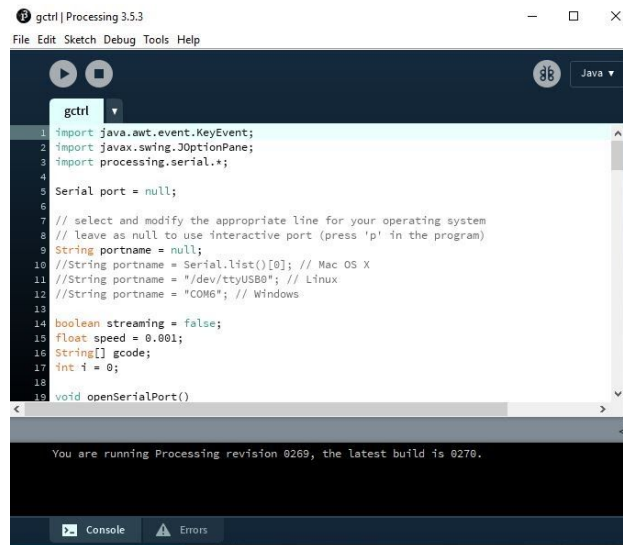 gctrl | Processing 3.5.3
File Edit Sketch Debug Tools Help
Java
gctrl
1 import java.awt.event.KeyEvent;
2 import javax.swing.JOptionPane;
3 import processing.serial.*;
4
5 Serial port = null;
6
7 // select and modify the appropriate line for your operating system
8 // leave as null to use interactive port (press 'p' in the program)
9 String portname = null;
10 //String portname = Serial.list()[0]; // Mac OS X
11 //String portname = "/dev/ttyUSB0"; // Linux
12 //String portname = "COM6"; // Windows
13
14 boolean streaming = false;
15 float speed = 0.001;
16 String[] gcode;
17 int i = 0;
18
19 void openSerialPort()
You are running Processing revision 0269, the latest build is 0270.
Console Errors